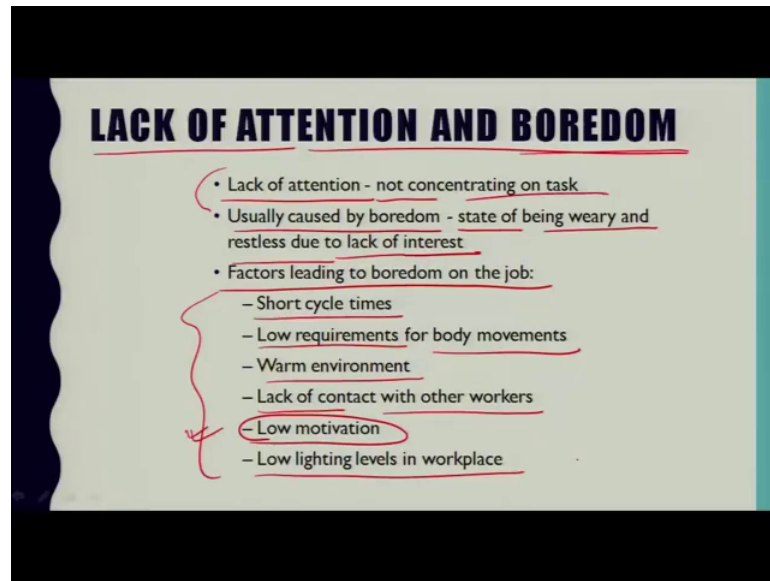 LACK OF ATTENTION AND BOREDOM
• Lack of attention - not concentrating on task
• Usually caused by boredom - state of being weary and
restless due to lack of interest
• Factors leading to boredom on the job:
– Short cycle times
– Low requirements for body movements
– Warm environment
– Lack of contact with other workers
– Low motivation
– Low lighting levels in workplace